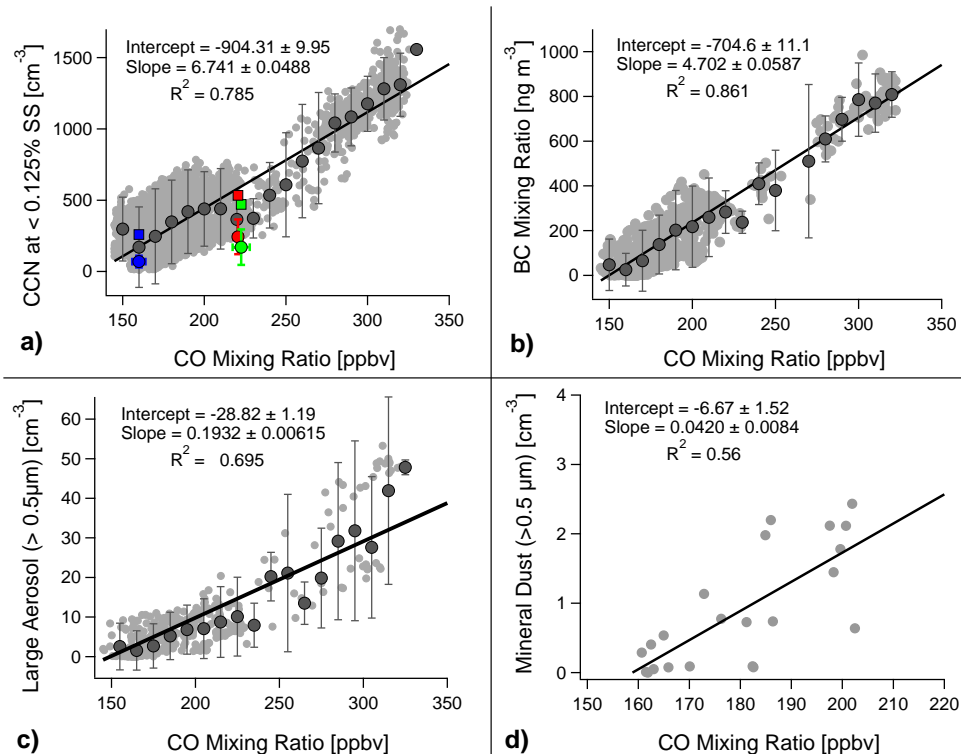 Intercept = -904.31 ± 9.95
Slope = 6.741 ± 0.0488
R² = 0.785
CCN at < 0.125% SS [cm⁻³]
1500
1000
500
0
150 200 250 300 350
CO Mixing Ratio [ppbv]
a)
Intercept = -704.6 ± 11.1
Slope = 4.702 ± 0.0587
R² = 0.861
BC Mixing Ratio [ng m⁻³]
1000
800
600
400
200
0
150 200 250 300 350
CO Mixing Ratio [ppbv]
b)
Intercept = -28.82 ± 1.19
Slope = 0.1932 ± 0.00615
R² = 0.695
Large Aerosol (> 0.5µm) [cm⁻³]
60
50
40
30
20
10
0
150 200 250 300 350
CO Mixing Ratio [ppbv]
c)
Intercept = -6.67 ± 1.52
Slope = 0.0420 ± 0.0084
R² = 0.56
Mineral Dust (>0.5 µm) [cm⁻³]
4
3
2
1
0
150 160 170 180 190 200 210 220
CO Mixing Ratio [ppbv]
d)